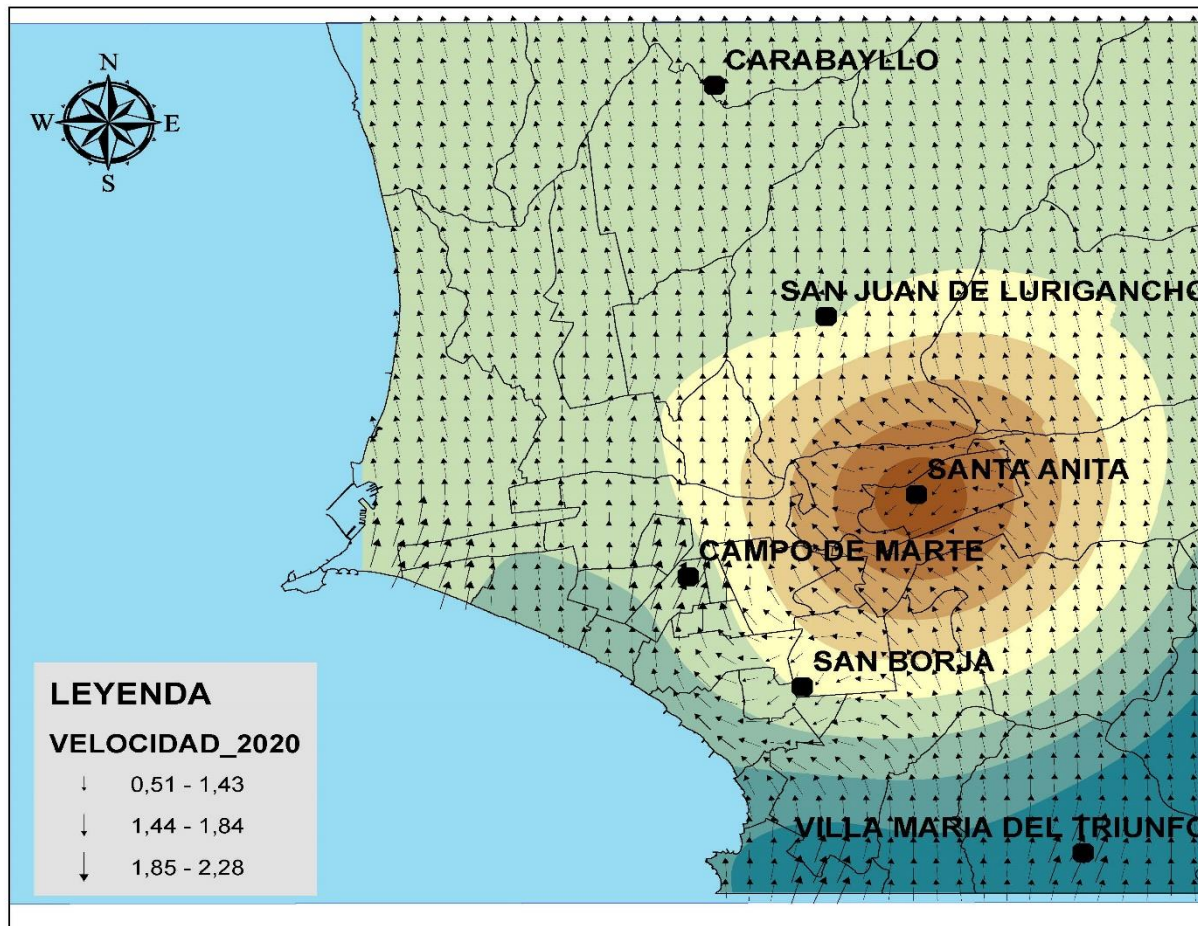 CARABAYLLO
N
W E
S
SAN JUAN DE LURIGANCHO
SANTA ANITA
CAMPO DE MARTE
SAN BORJA
VILLA MARIA DEL TRIUNFO
LEYENDA
VELOCIDAD_2020
0,51 - 1,43
1,44 - 1,84
1,85 - 2,28